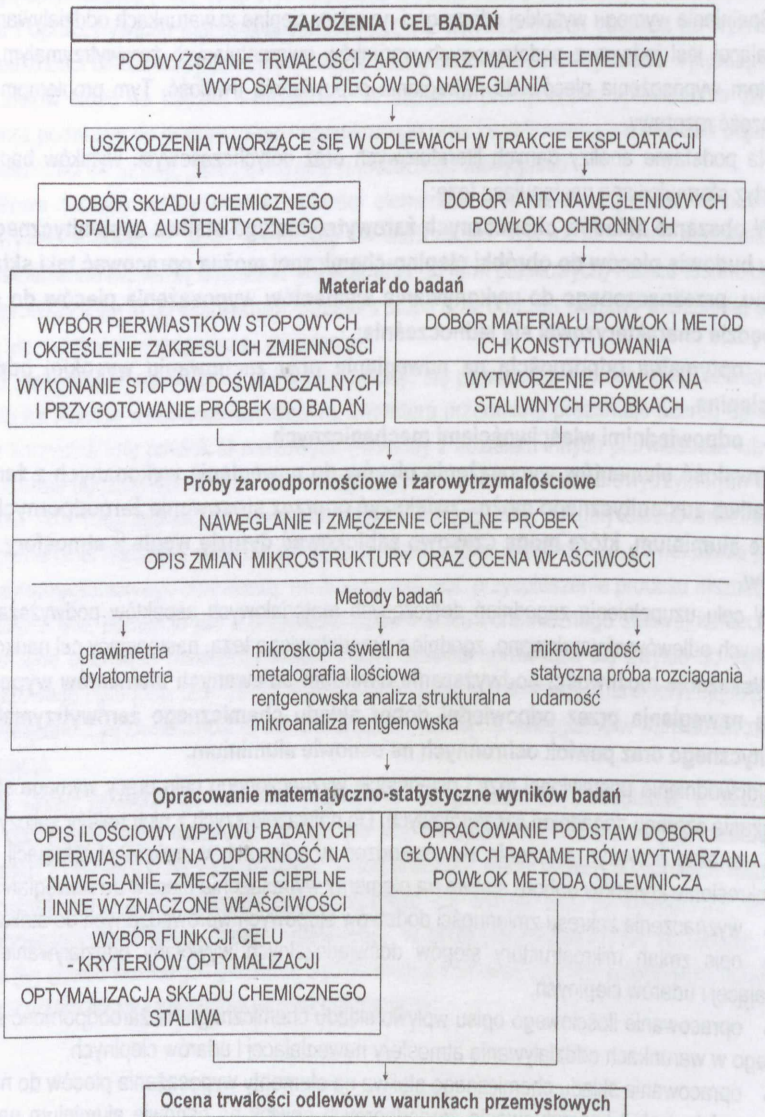 ZAŁOŻENIA I CEL BADAŃ
PODWYŻSZANIE TRWAŁOŚCI ŻAROWYTRZYMAŁYCH ELEMENTÓW
WYPOSAŻENIA PIECÓW DO NAWĘGLANIA
USZKODZENIA TWORZĄCE SIĘ W ODLEWACH W TRAKCIE EKSPLOATACJI
DOBÓR SKŁADU CHEMICZNEGO
STALIWA AUSTENITYCZNEGO
DOBÓR ANTYNAWĘGLENIOWYCH
POWŁOK OCHRONNYCH
Materiał do badań
WYBÓR PIERWIASTKÓW STOPOWYCH
I OKREŚLENIE ZAKRESU ICH ZMIENNOŚCI
DOBÓR MATERIAŁU POWŁOK I METOD
ICH KONSTYTUOWANIA
WYKONANIE STOPÓW DOŚWIADCZALNYCH
I PRZYGOTOWANIE PRÓBEK DO BADAŃ
WYTWORZENIE POWŁOK NA
STALIWNYCH PRÓBKACH
Próby żaroodpornościowe i żarowytrzymałościowe
NAWĘGLANIE I ZMĘCZENIE CIEPLNE PRÓBEK
OPIS ZMIAN MIKROSTRUKTURY ORAZ OCENA WŁAŚCIWOŚCI
Metody badań
grawimetria
dylatometria
mikroskopia świetlna
metalografia ilościowa
rentgenowska analiza strukturalna
mikroanaliza rentgenowska
mikrotwardość
statyczna próba rozciągania
udarność
Opracowanie matematyczno-statystyczne wyników badań
OPIS ILOŚCIOWY WPŁYWU BADANYCH
PIERWIASTKÓW NA ODPORNOŚĆ NA
NAWĘGLANIE, ZMĘCZENIE CIEPLNE
I INNE WYZNACZONE WŁAŚCIWOŚCI
OPRACOWANIE PODSTAW DOBORU
GŁÓWNYCH PARAMETRÓW WYTWARZANIA
POWŁOK METODĄ ODLEWNICZĄ
WYBÓR FUNKCJI CELU
- KRYTERIÓW OPTYMALIZACJI
OPTYMALIZACJA SKŁADU CHEMICZNEGO
STALIWA
Ocena trwałości odlewów w warunkach przemysłowych